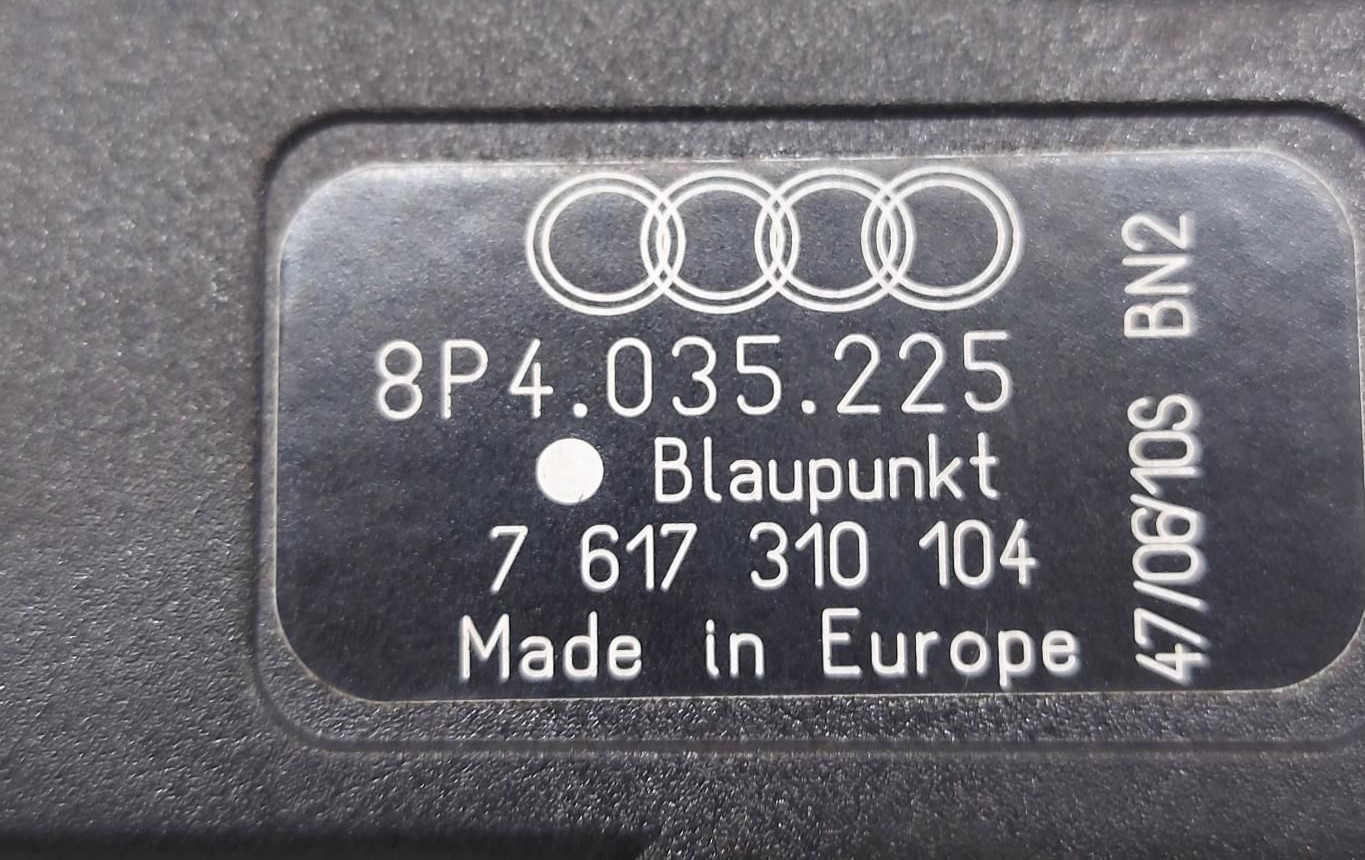 8P4.035.225
Blaupunkt
7 617 310 104
Made in Europe
47/06/10S BN2